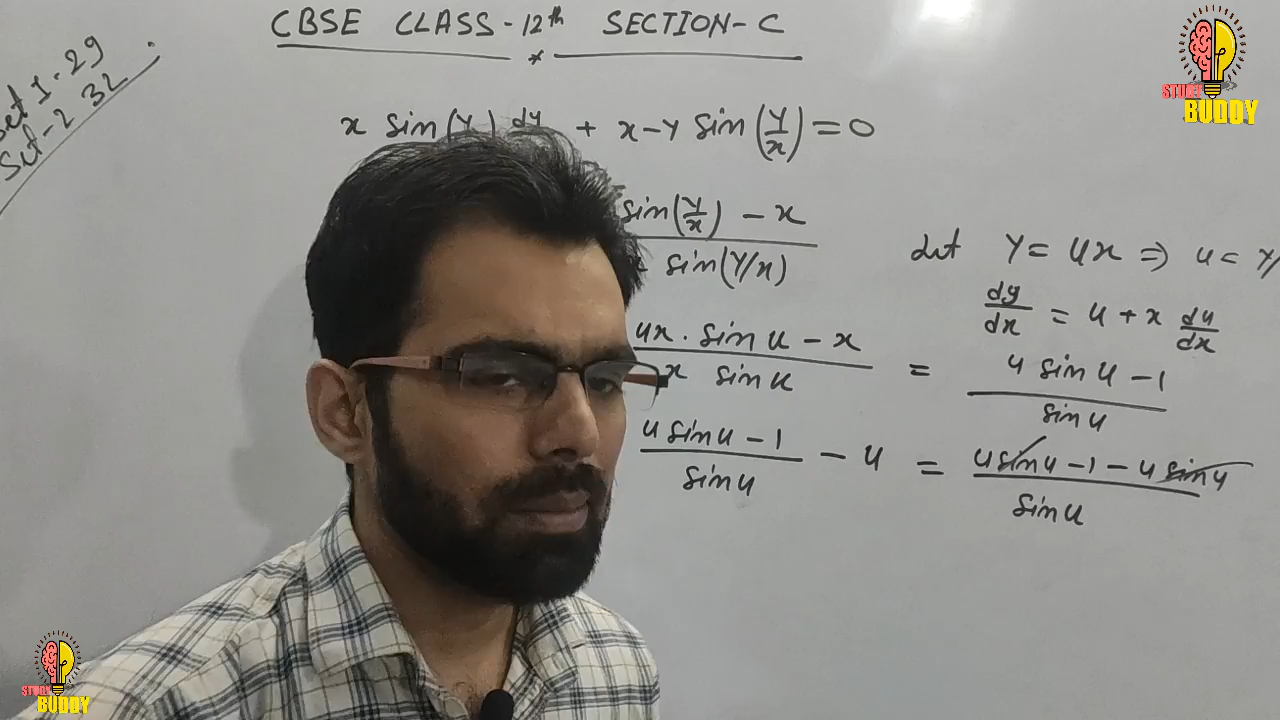 CBSE CLASS-12th SECTION-C
Set 1-29
Set-2 32
x sin(y) dy + x-y sin(y/x) = 0
sin(y/x) - x
sin(y/x)
Let y = ux ⇒ u = y/
dy/dx = u + x du/dx
ux . sin u - x / x sin u = u sin u - 1 / sin u
u sin u - 1 / sin u - u = u sin u - 1 - u sin u / sin u
STUDY BUDDY
STUDY BUDDY